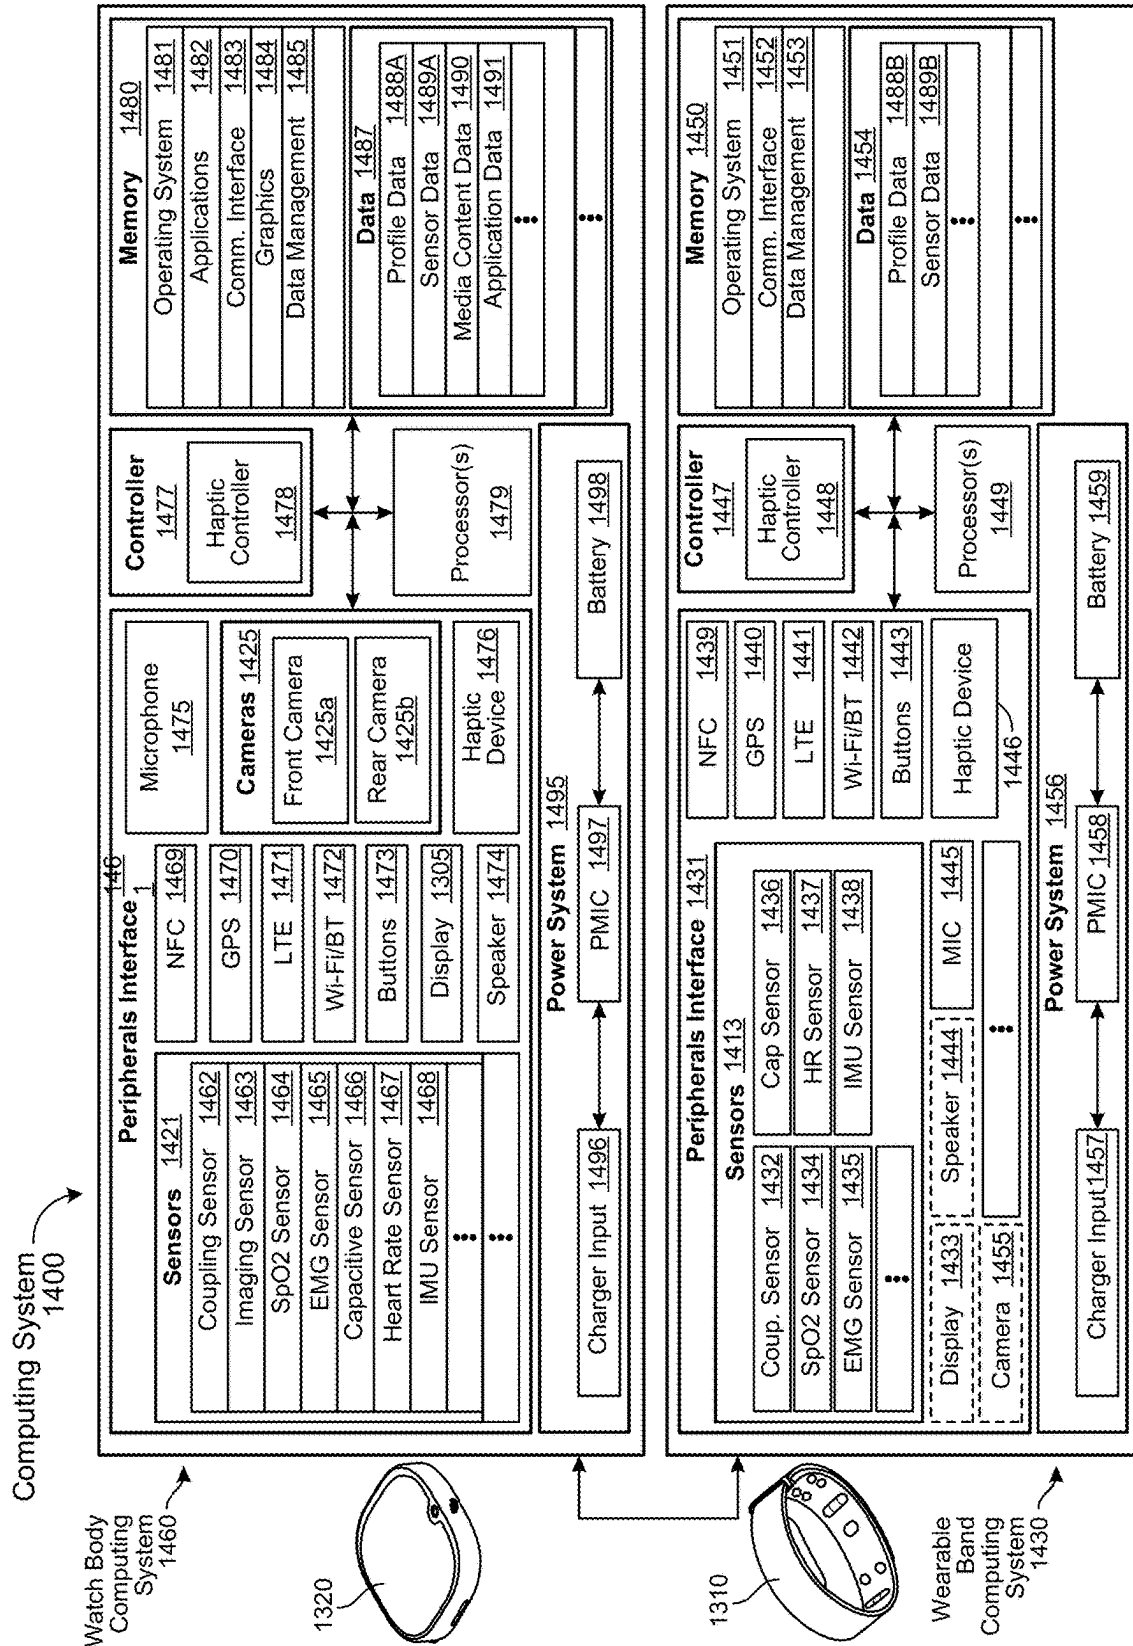 Computing System
1400
Watch Body
Computing
System
1460
1320
Peripherals Interface 146
1
Sensors 1421
Coupling Sensor 1462
Imaging Sensor 1463
SpO2 Sensor 1464
EMG Sensor 1465
Capacitive Sensor 1466
Heart Rate Sensor 1467
IMU Sensor 1468
•••
•••
NFC 1469
GPS 1470
LTE 1471
Wi-Fi/BT 1472
Buttons 1473
Display 1305
Speaker 1474
Microphone
1475
Cameras 1425
Front Camera
1425a
Rear Camera
1425b
Haptic
Device 1476
Controller
1477
Haptic
Controller
1478
Processor(s)
1479
Memory 1480
Operating System 1481
Applications 1482
Comm. Interface 1483
Graphics 1484
Data Management 1485
Data 1487
Profile Data 1488A
Sensor Data 1489A
Media Content Data 1490
Application Data 1491
•••
•••
Power System 1495
Charger Input 1496
PMIC 1497
Battery 1498
Wearable
Band
Computing
System
1430
1310
Peripherals Interface 1431
Sensors 1413
Coup. Sensor 1432
SpO2 Sensor 1434
EMG Sensor 1435
•••
Cap Sensor 1436
HR Sensor 1437
IMU Sensor 1438
Display 1433
Speaker 1444
MIC 1445
Camera 1455
•••
NFC 1439
GPS 1440
LTE 1441
Wi-Fi/BT 1442
Buttons 1443
Haptic Device
1446
Controller
1447
Haptic
Controller
1448
Processor(s)
1449
Memory 1450
Operating System 1451
Comm. Interface 1452
Data Management 1453
Data 1454
Profile Data 1488B
Sensor Data 1489B
•••
•••
Power System 1456
Charger Input 1457
PMIC 1458
Battery 1459